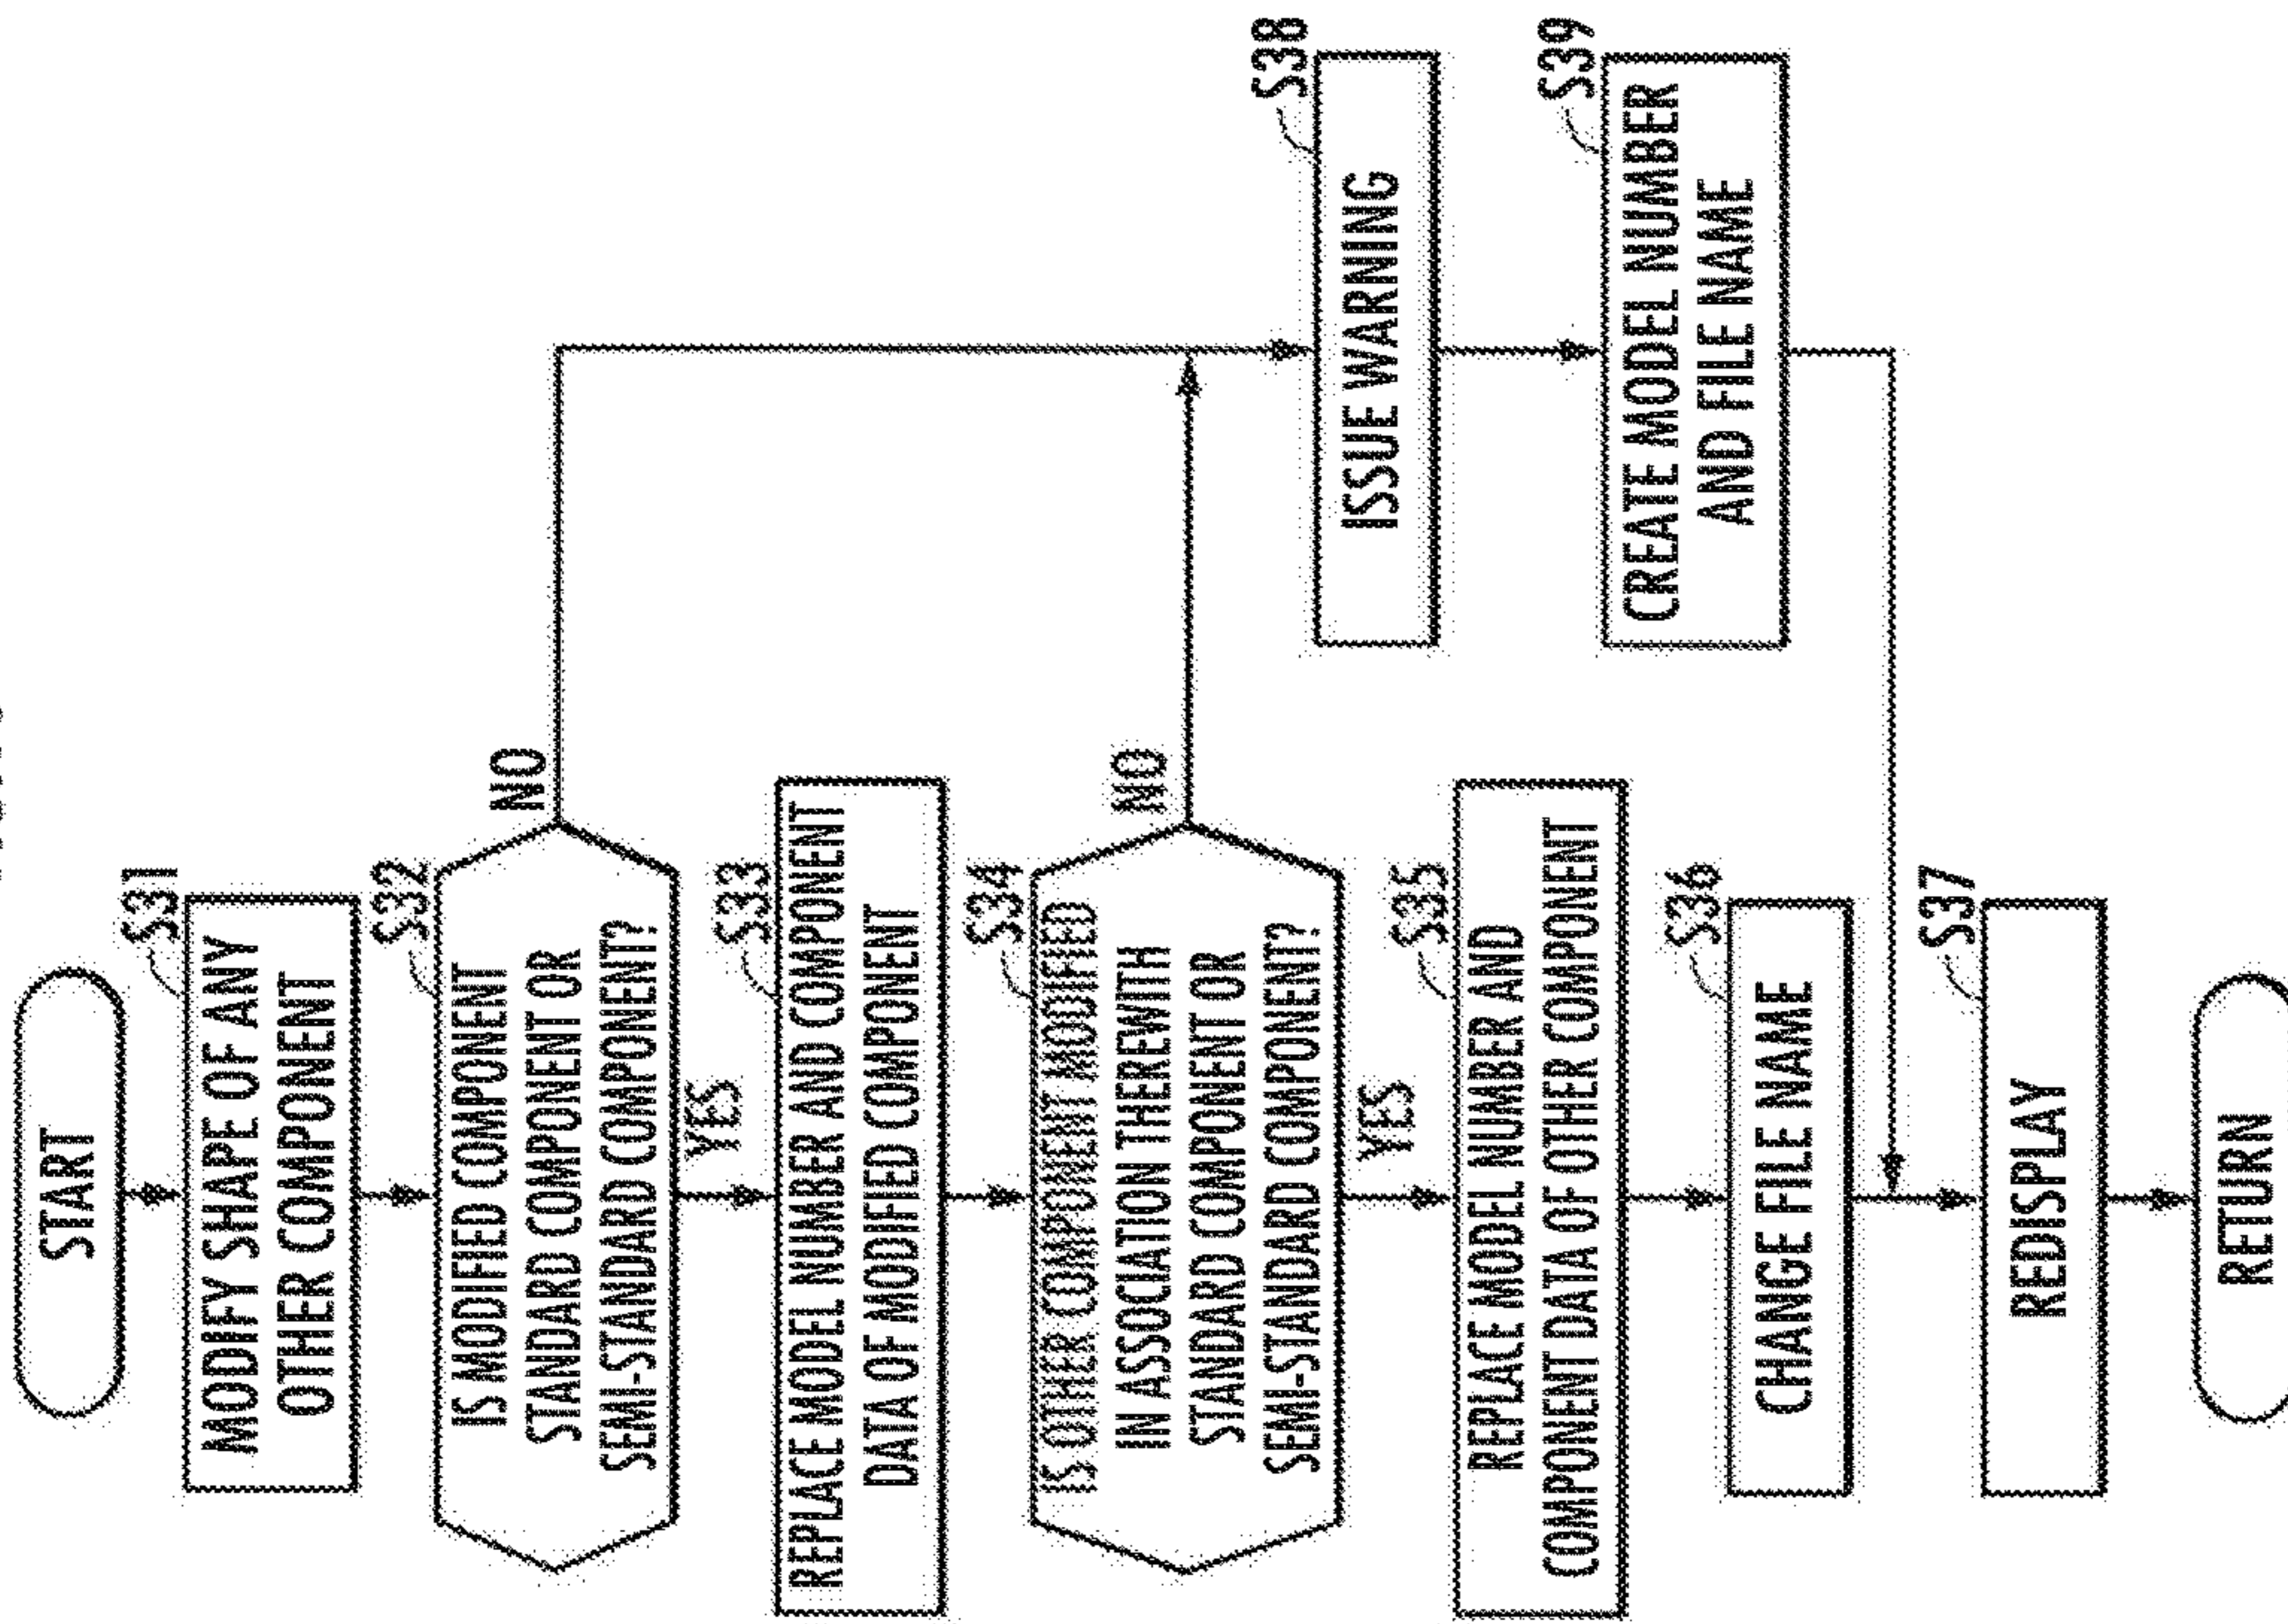 START
S31
MODIFY SHAPE OF ANY
OTHER COMPONENT
S32
IS MODIFIED COMPONENT
STANDARD COMPONENT OR
SEMI-STANDARD COMPONENT?
NO
YES
S33
REPLACE MODEL NUMBER AND COMPONENT
DATA OF MODIFIED COMPONENT
S34
IS OTHER COMPONENT MODIFIED
IN ASSOCIATION THEREWITH
STANDARD COMPONENT OR
SEMI-STANDARD COMPONENT?
NO
YES
S35
REPLACE MODEL NUMBER AND
COMPONENT DATA OF OTHER COMPONENT
S36
CHANGE FILE NAME
S37
REDISPLAY
RETURN
S38
ISSUE WARNING
S39
CREATE MODEL NUMBER
AND FILE NAME